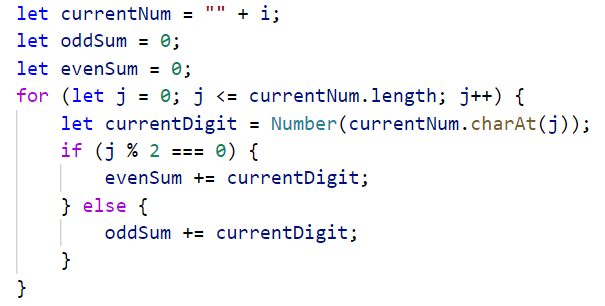 let currentNum = "" + i;
let oddSum = 0;
let evenSum = 0;
for (let j = 0; j <= currentNum.length; j++) {
    let currentDigit = Number(currentNum.charAt(j));
    if (j % 2 === 0) {
        evenSum += currentDigit;
    } else {
        oddSum += currentDigit;
    }
}